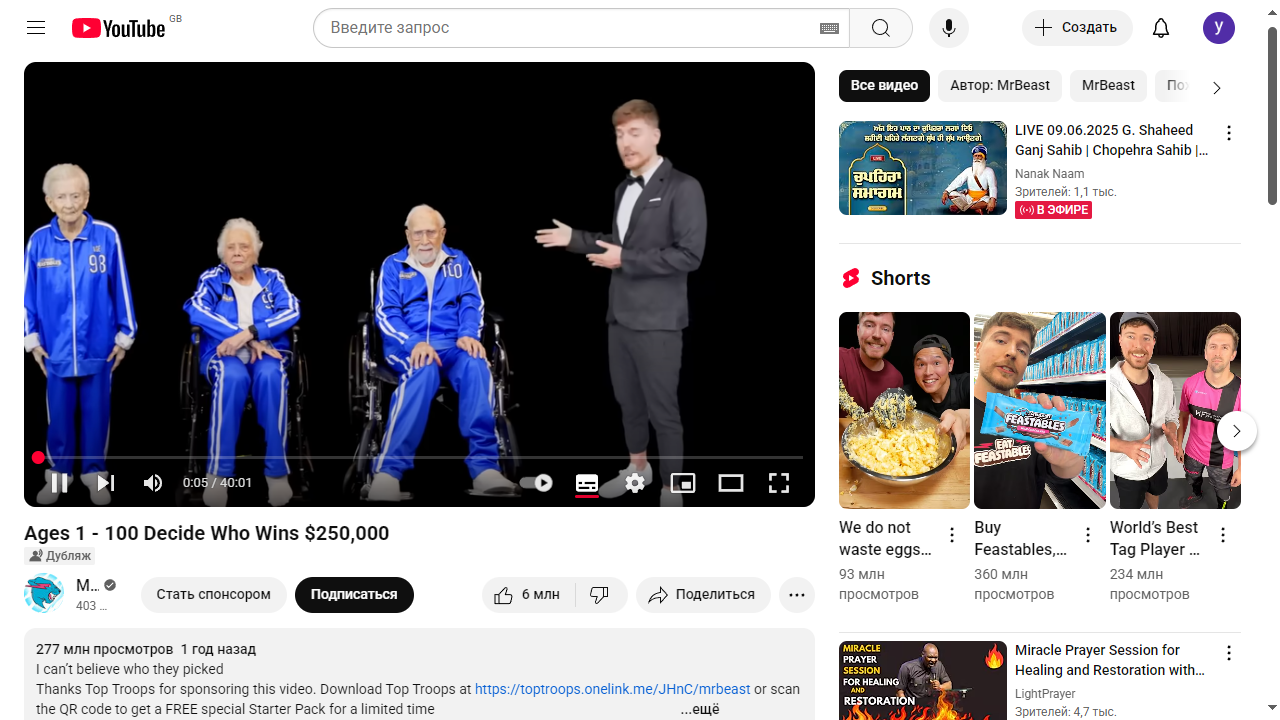 YouTube GB
Введите запрос
Создать
y
98
100
0:05 / 40:01
Ages 1 - 100 Decide Who Wins $250,000
Дубляж
M…
403 …
Стать спонсором
Подписаться
6 млн
Поделиться
277 млн просмотров 1 год назад
I can’t believe who they picked
Thanks Top Troops for sponsoring this video. Download Top Troops at https://toptroops.onelink.me/JHnC/mrbeast or scan
the QR code to get a FREE special Starter Pack for a limited time
...ещё
Все видео
Автор: MrBeast
MrBeast
ਅੱਜ ਇਹ ਪਾਠ ਦਾ ਚੁਪਹਿਰਾ ਲਗਾ ਦਿਓ
ਸ਼ਹੀਦੀ ਪਹਿਰੇ ਲੱਗਣਗੇ ਸੁੱਖ ਹੀ ਸੁੱਖ ਆਉਣਗੇ
LIVE
ਚੁਪਹਿਰਾ
ਸਮਾਗਮ
LIVE 09.06.2025 G. Shaheed
Ganj Sahib | Chopehra Sahib |…
Nanak Naam
Зрителей: 1,1 тыс.
В ЭФИРЕ
Shorts
FEASTABLES
EAT
FEASTABLES
We do not
waste eggs…
93 млн
просмотров
Buy
Feastables,…
360 млн
просмотров
World’s Best
Tag Player …
234 млн
просмотров
MIRACLE
PRAYER
SESSION
FOR HEALING
AND
RESTORATION
Miracle Prayer Session for
Healing and Restoration with…
LightPrayer
Зрителей: 4,7 тыс.